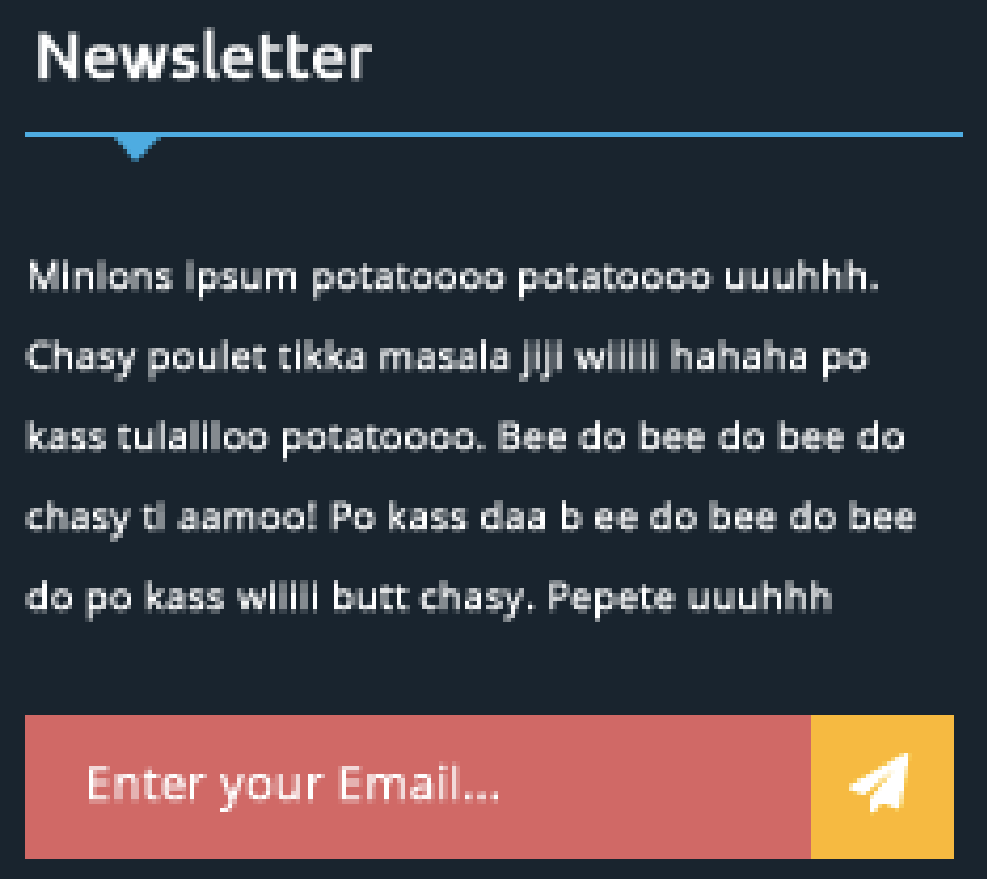 Newsletter
Minions ipsum potatoooo potatoooo uuuhhh.
Chasy poulet tikka masala jiji wiiiii hahaha po
kass tulaliloo potatoooo. Bee do bee do bee do
chasy ti aamoo! Po kass daa b ee do bee do bee
do po kass wiiiii butt chasy. Pepete uuuhhh
Enter your Email...